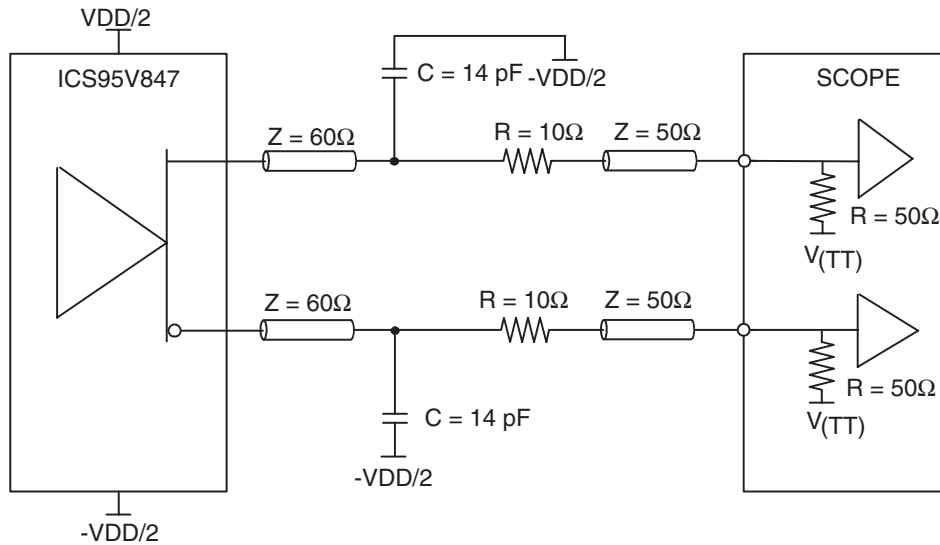 VDD/2
ICS95V847
C = 14 pF
-VDD/2
SCOPE
Z = 60Ω
R = 10Ω
Z = 50Ω
R = 50Ω
V(TT)
Z = 60Ω
R = 10Ω
Z = 50Ω
R = 50Ω
V(TT)
C = 14 pF
-VDD/2
-VDD/2